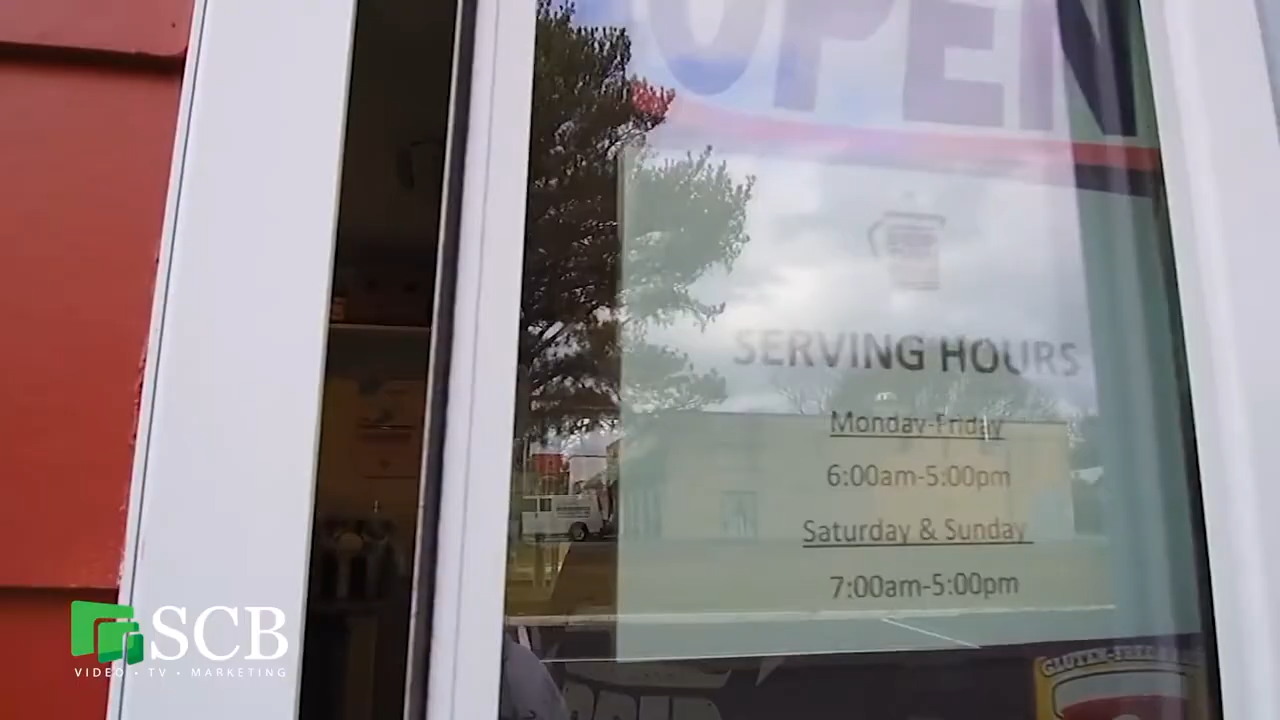 OPEN
SERVING HOURS
Monday-Friday
6:00am-5:00pm
Saturday & Sunday
7:00am-5:00pm
SCB
VIDEO • TV • MARKETING